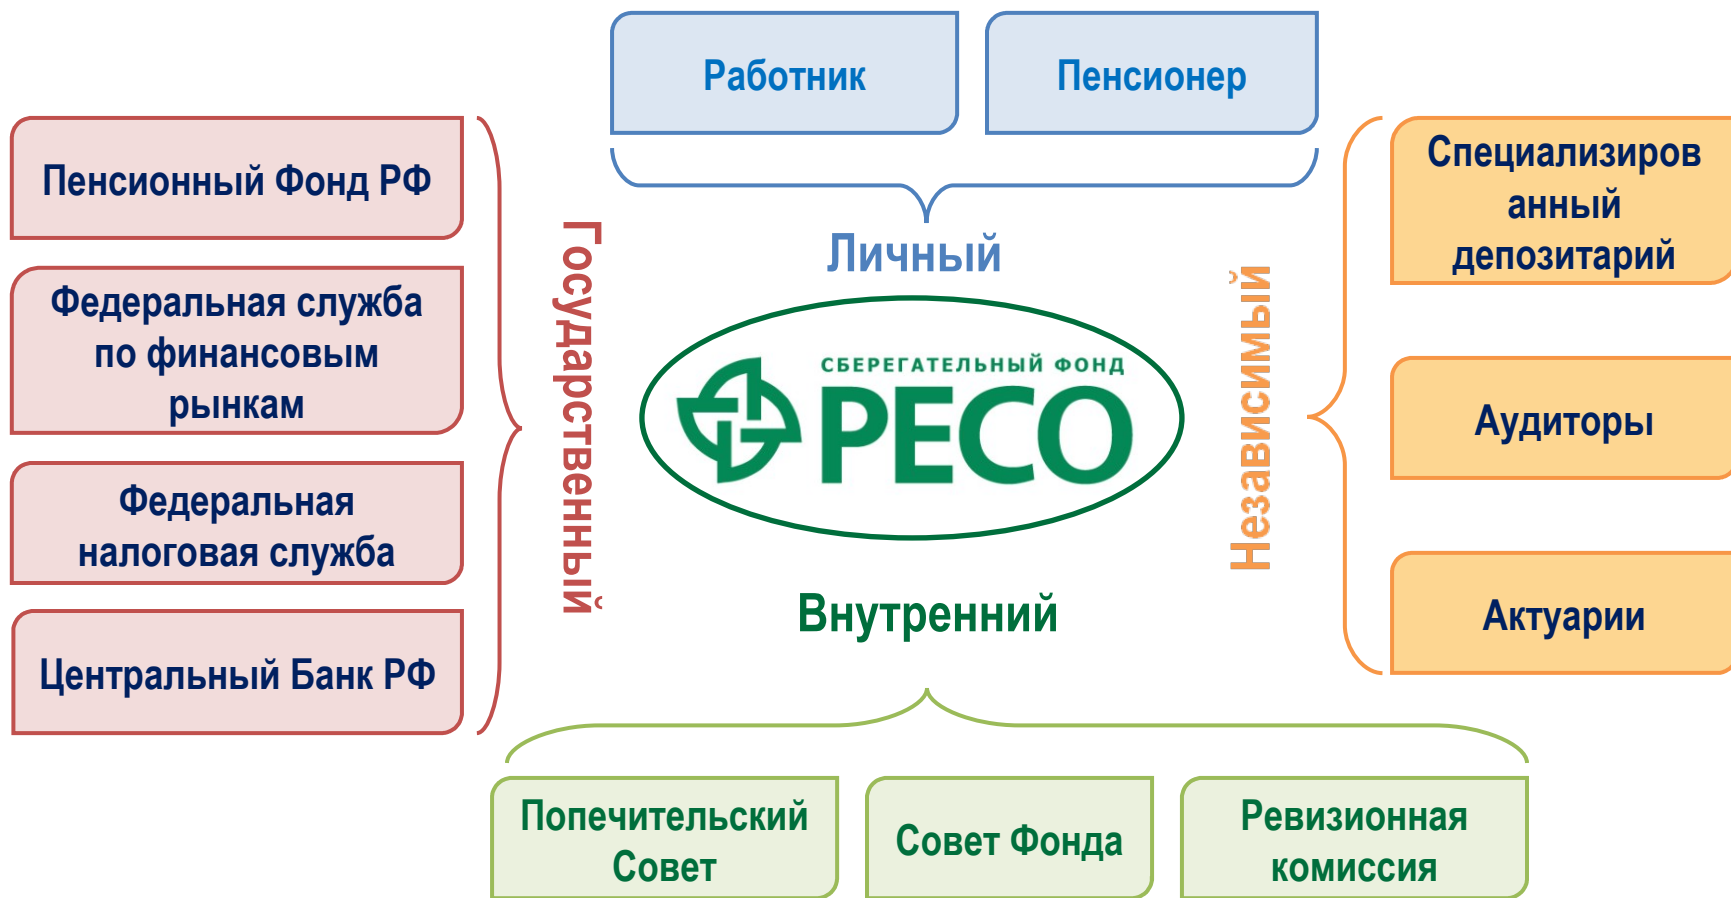 Работник
Пенсионер
Пенсионный Фонд РФ
Федеральная служба
по финансовым
рынкам
Федеральная
налоговая служба
Центральный Банк РФ
Государственный
Личный
СБЕРЕГАТЕЛЬНЫЙ ФОНД
РЕСО
Внутренний
Независимый
Специализиров
анный
депозитарий
Аудиторы
Актуарии
Попечительский
Совет
Совет Фонда
Ревизионная
комиссия